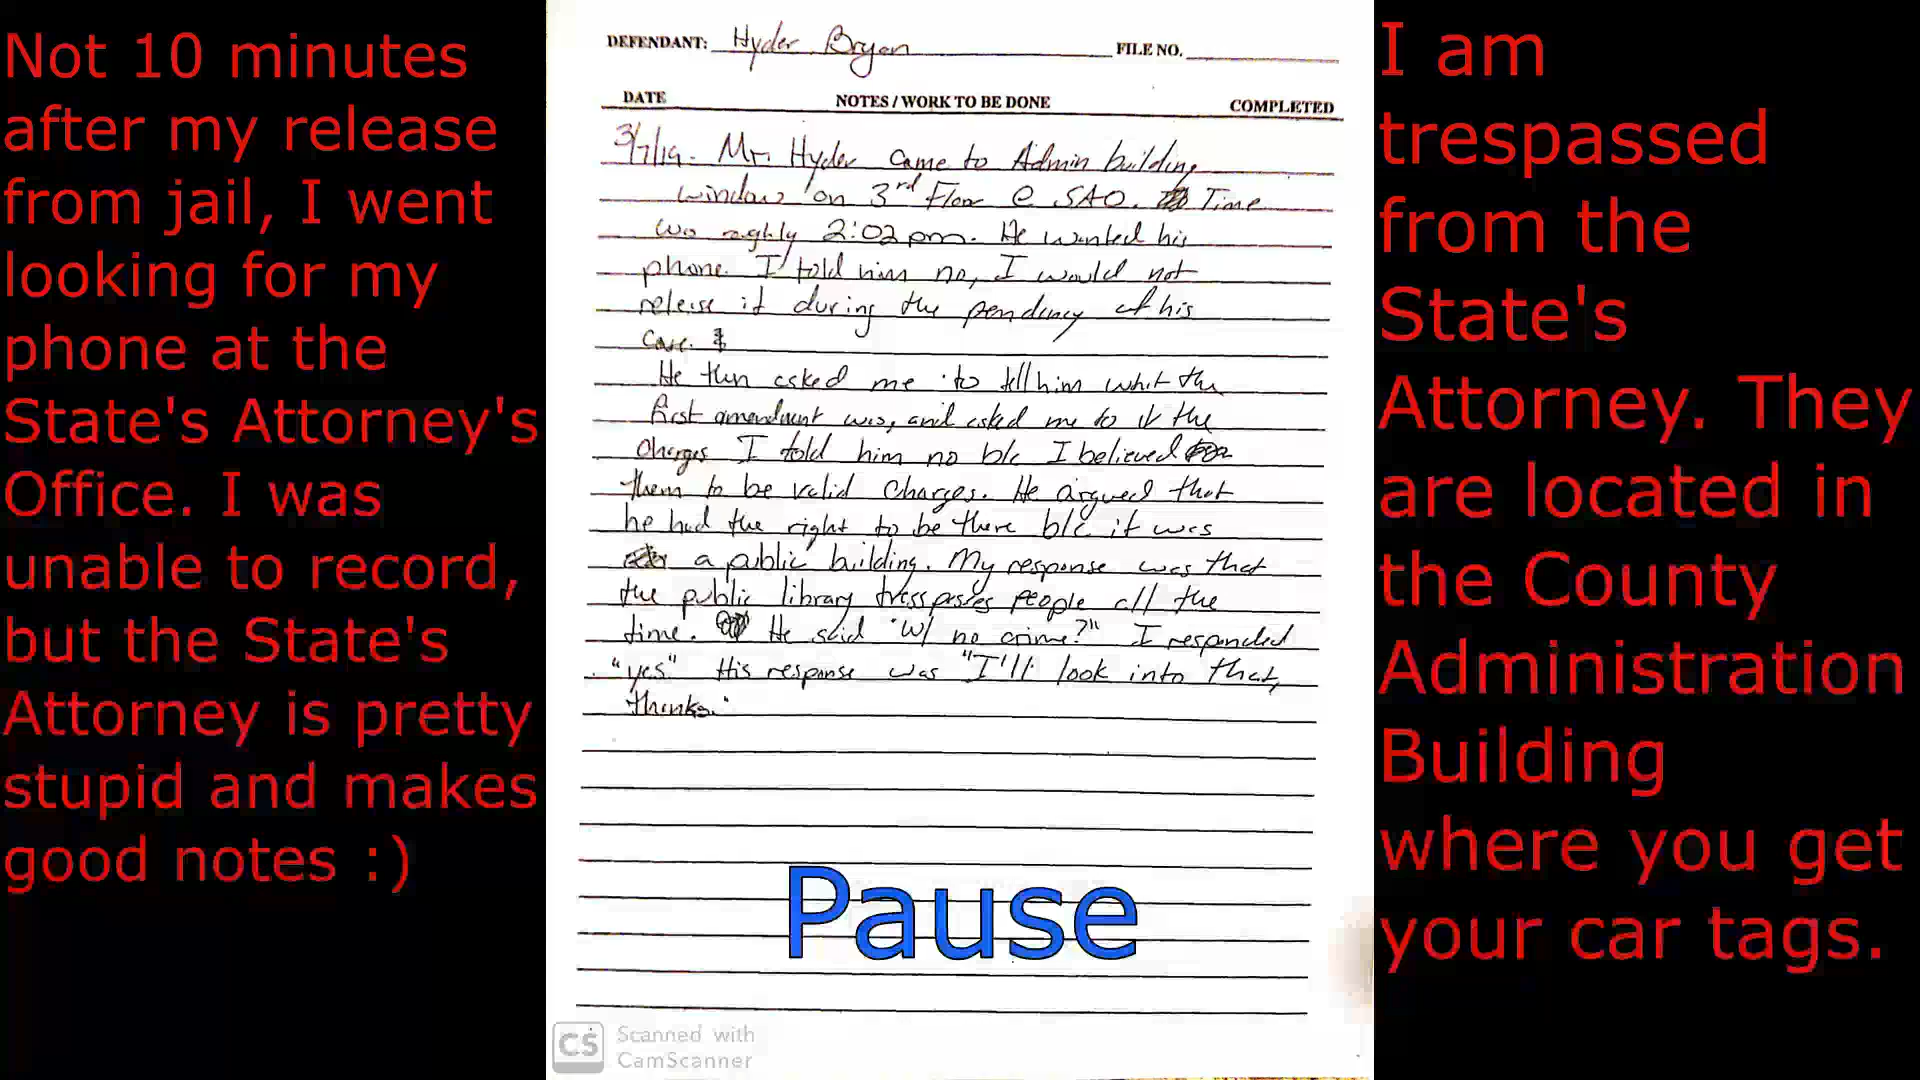 Not 10 minutes
after my release
from jail, I went
looking for my
phone at the
State's Attorney's
Office. I was
unable to record,
but the State's
Attorney is pretty
stupid and makes
good notes :)
DEFENDANT: Hyder Bryan FILE NO.
DATE NOTES / WORK TO BE DONE COMPLETED
3/7/19. Mr. Hyder came to Admin building
window on 3rd Floor @ SAO. Time
was roghly 2:02 pm. He wanted his
phone. I told him no, I would not
release it during the pendency of his
case.
He then asked me to tell him what the
first amendment was, and asked me to the
charges I told him no b/c I believed
them to be valid charges. He argued that
he had the right to be there b/c it was
a public building. My response was that
the public library tresspasses people all the
time. He said "w/ no crime?" I responded
"yes" His response was "I'll look into that,
thanks."
Pause
CS Scanned with
CamScanner
I am
trespassed
from the
State's
Attorney. They
are located in
the County
Administration
Building
where you get
your car tags.